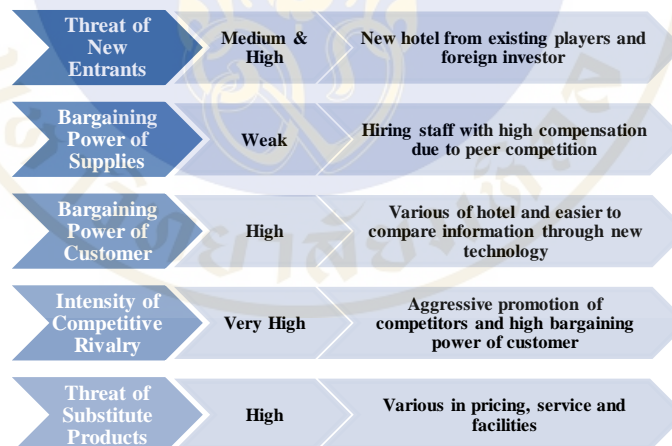 Threat of
New
Entrants
Medium &
High
New hotel from existing players and
foreign investor
Bargaining
Power of
Supplies
Weak
Hiring staff with high compensation
due to peer competition
Bargaining
Power of
Customer
High
Various of hotel and easier to
compare information through new
technology
Intensity of
Competitive
Rivalry
Very High
Aggressive promotion of
competitors and high bargaining
power of customer
Threat of
Substitute
Products
High
Various in pricing, service and
facilities